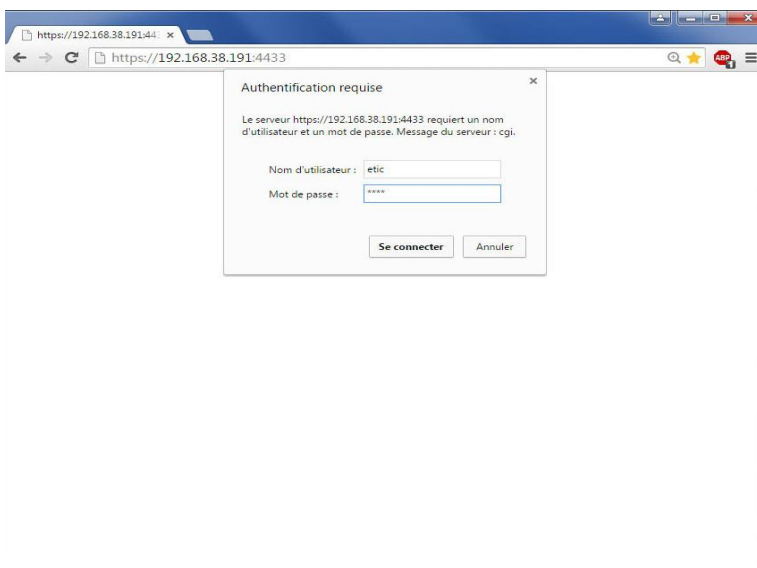 https://192.168.38.191:44
https://192.168.38.191:4433
ABP
1
Authentification requise
Le serveur https://192.168.38.191:4433 requiert un nom
d'utilisateur et un mot de passe. Message du serveur : cgi.
Nom d'utilisateur : etic
Mot de passe : ****
Se connecter Annuler